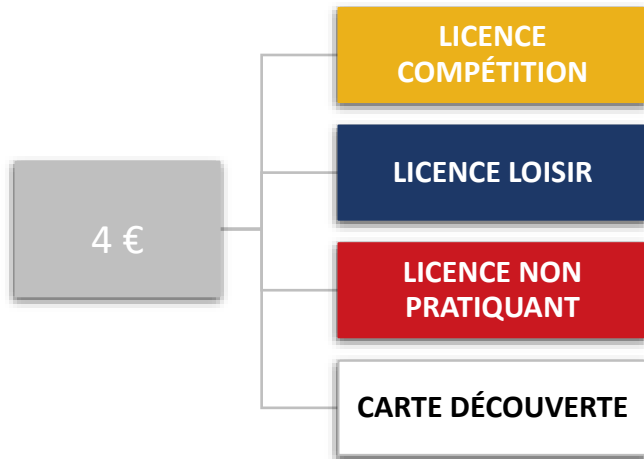 4 €
LICENCE
COMPÉTITION
LICENCE LOISIR
LICENCE NON
PRATIQUANT
CARTE DÉCOUVERTE